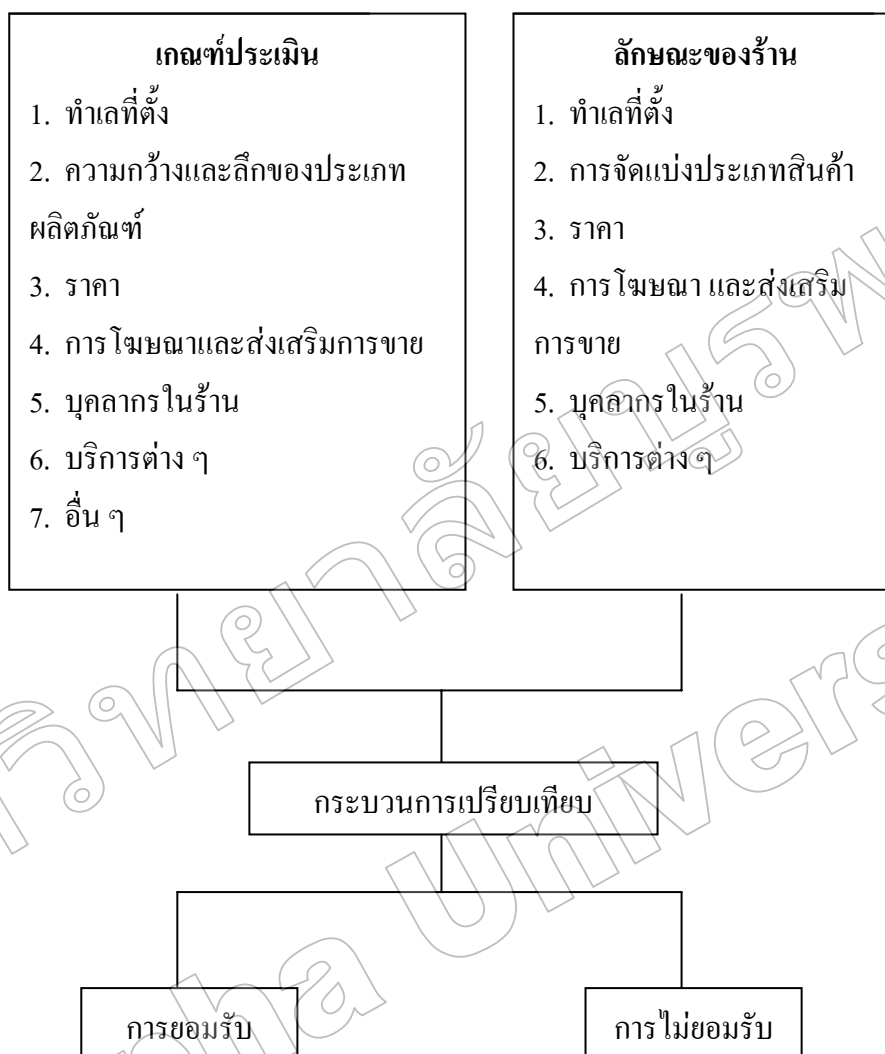 เกณฑ์ประเมิน
1. ทำเลที่ตั้ง
2. ความกว้างและลึกของประเภท
ผลิตภัณฑ์
3. ราคา
4. การโฆษณาและส่งเสริมการขาย
5. บุคลากรในร้าน
6. บริการต่าง ๆ
7. อื่น ๆ
ลักษณะของร้าน
1. ทำเลที่ตั้ง
2. การจัดแบ่งประเภทสินค้า
3. ราคา
4. การโฆษณา และส่งเสริม
การขาย
5. บุคลากรในร้าน
6. บริการต่าง ๆ
กระบวนการเปรียบเทียบ
การยอมรับ
การไม่ยอมรับ